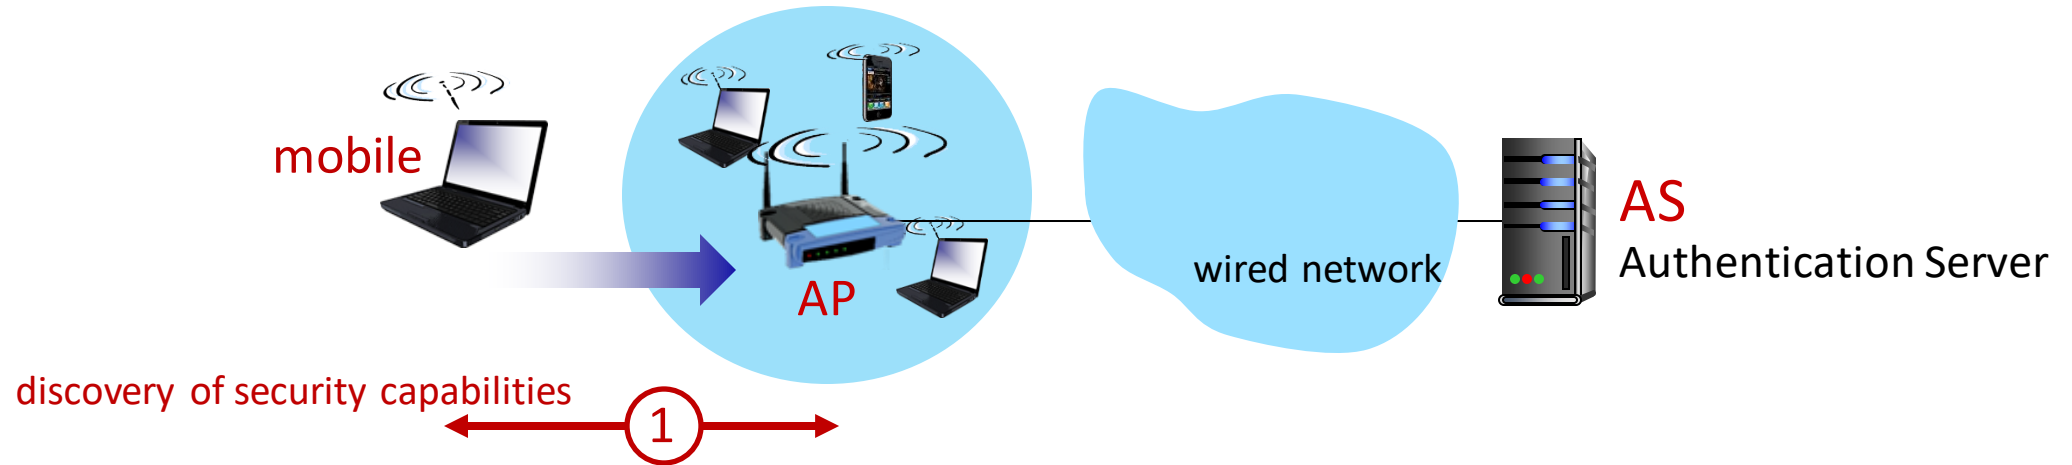 mobile
AP
wired network
AS
Authentication Server
discovery of security capabilities
1